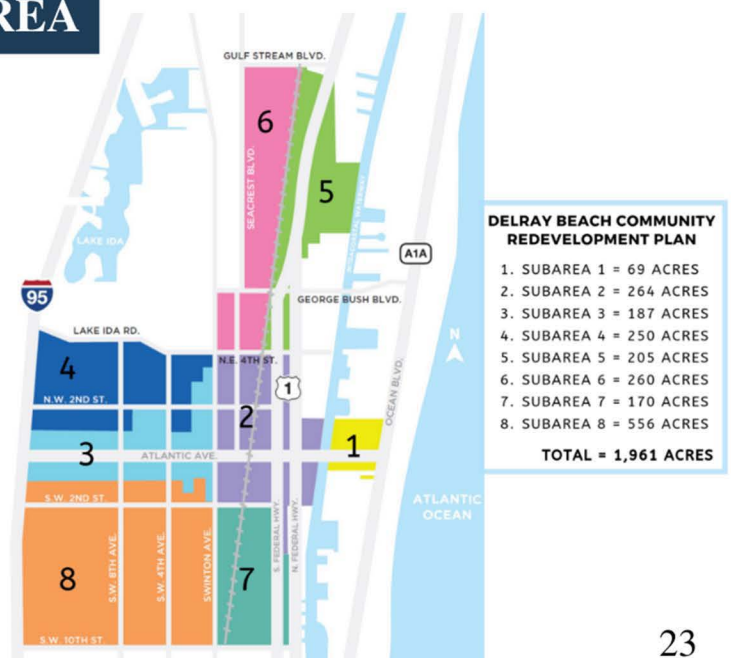 REA
GULF STREAM BLVD.
6
SEACREST BLVD.
5
LAKE IDA
A1A
95
GEORGE BUSH BLVD.
LAKE IDA RD.
N
4
N.E. 4TH ST.
1
N.W. 2ND ST.
2
OCEAN BLVD.
3
ATLANTIC AVE.
1
S.W. 2ND ST.
ATLANTIC
OCEAN
8
S.W. 8TH AVE.
S.W. 4TH AVE.
SWINTON AVE.
7
S. FEDERAL HWY.
N. FEDERAL HWY.
S.W. 10TH ST.
DELRAY BEACH COMMUNITY
REDEVELOPMENT PLAN
1. SUBAREA 1 = 69 ACRES
2. SUBAREA 2 = 264 ACRES
3. SUBAREA 3 = 187 ACRES
4. SUBAREA 4 = 250 ACRES
5. SUBAREA 5 = 205 ACRES
6. SUBAREA 6 = 260 ACRES
7. SUBAREA 7 = 170 ACRES
8. SUBAREA 8 = 556 ACRES
TOTAL = 1,961 ACRES
23